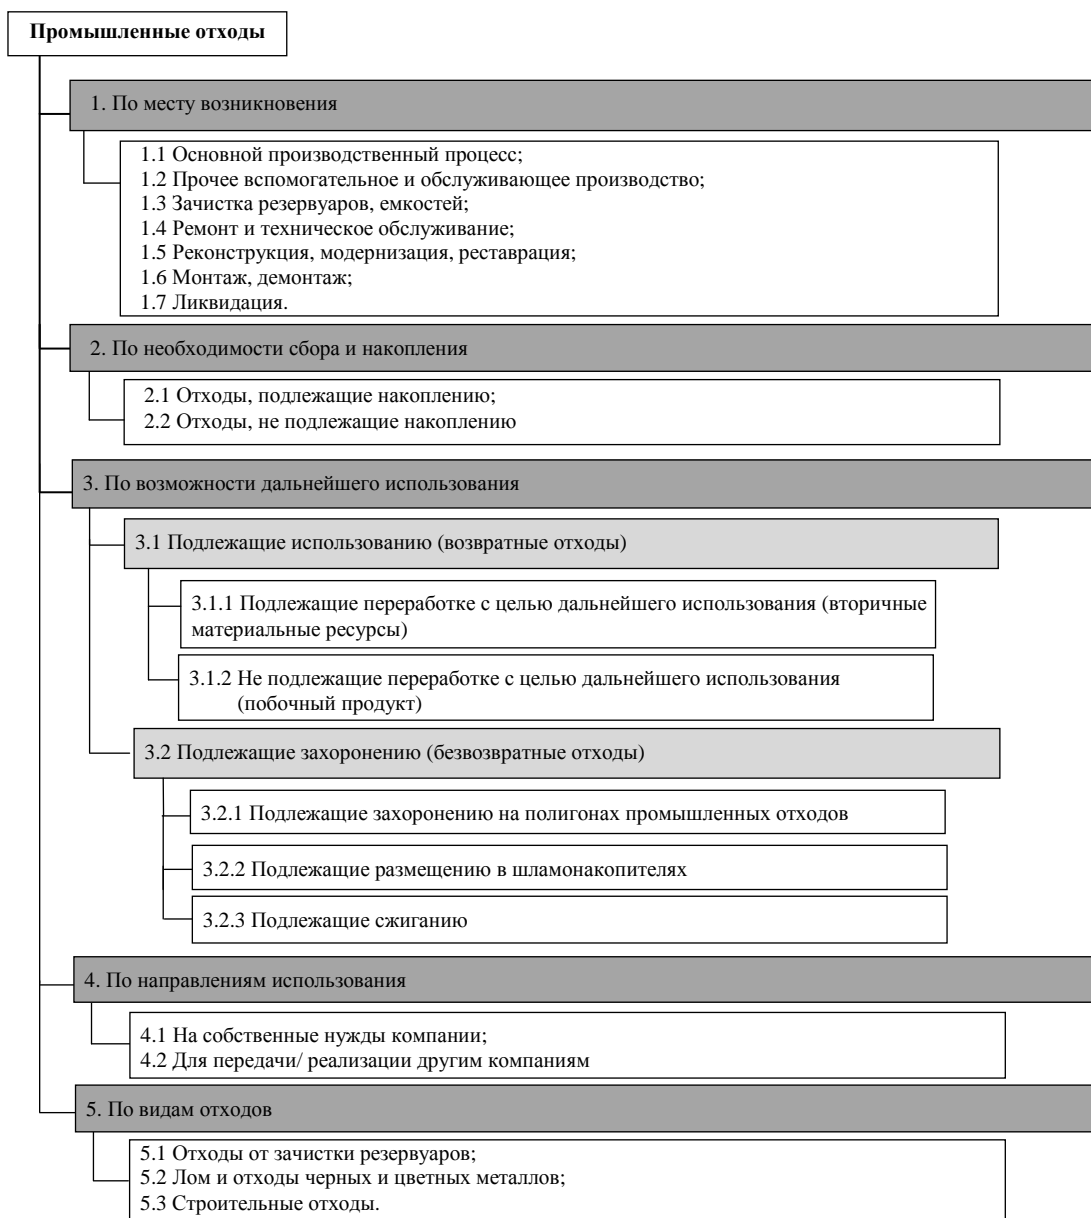 Промышленные отходы
1. По месту возникновения
1.1 Основной производственный процесс;
1.2 Прочее вспомогательное и обслуживающее производство;
1.3 Зачистка резервуаров, емкостей;
1.4 Ремонт и техническое обслуживание;
1.5 Реконструкция, модернизация, реставрация;
1.6 Монтаж, демонтаж;
1.7 Ликвидация.
2. По необходимости сбора и накопления
2.1 Отходы, подлежащие накоплению;
2.2 Отходы, не подлежащие накоплению
3. По возможности дальнейшего использования
3.1 Подлежащие использованию (возвратные отходы)
3.1.1 Подлежащие переработке с целью дальнейшего использования (вторичные
материальные ресурсы)
3.1.2 Не подлежащие переработке с целью дальнейшего использования
(побочный продукт)
3.2 Подлежащие захоронению (безвозвратные отходы)
3.2.1 Подлежащие захоронению на полигонах промышленных отходов
3.2.2 Подлежащие размещению в шламонакопителях
3.2.3 Подлежащие сжиганию
4. По направлениям использования
4.1 На собственные нужды компании;
4.2 Для передачи/ реализации другим компаниям
5. По видам отходов
5.1 Отходы от зачистки резервуаров;
5.2 Лом и отходы черных и цветных металлов;
5.3 Строительные отходы.